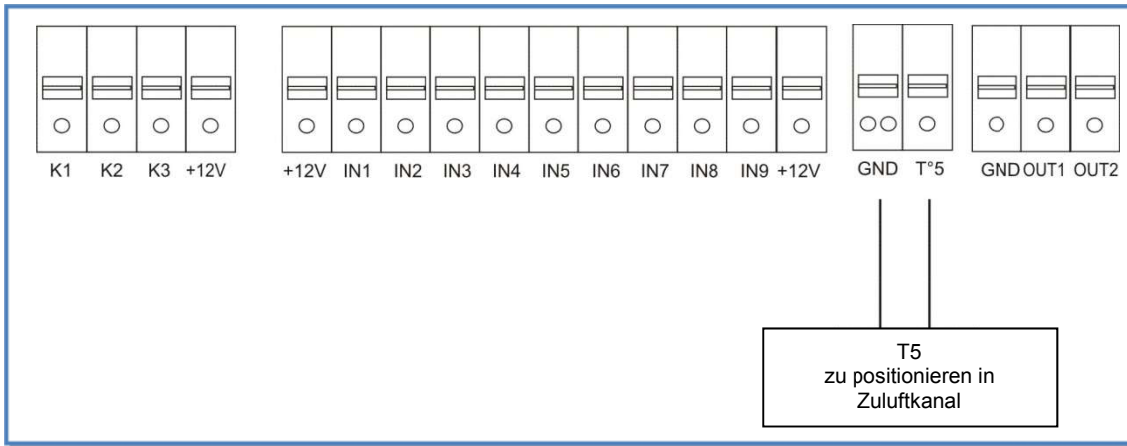 K1 K2 K3 +12V +12V IN1 IN2 IN3 IN4 IN5 IN6 IN7 IN8 IN9 +12V GND T°5 GND OUT1 OUT2
T5
zu positionieren in
Zuluftkanal